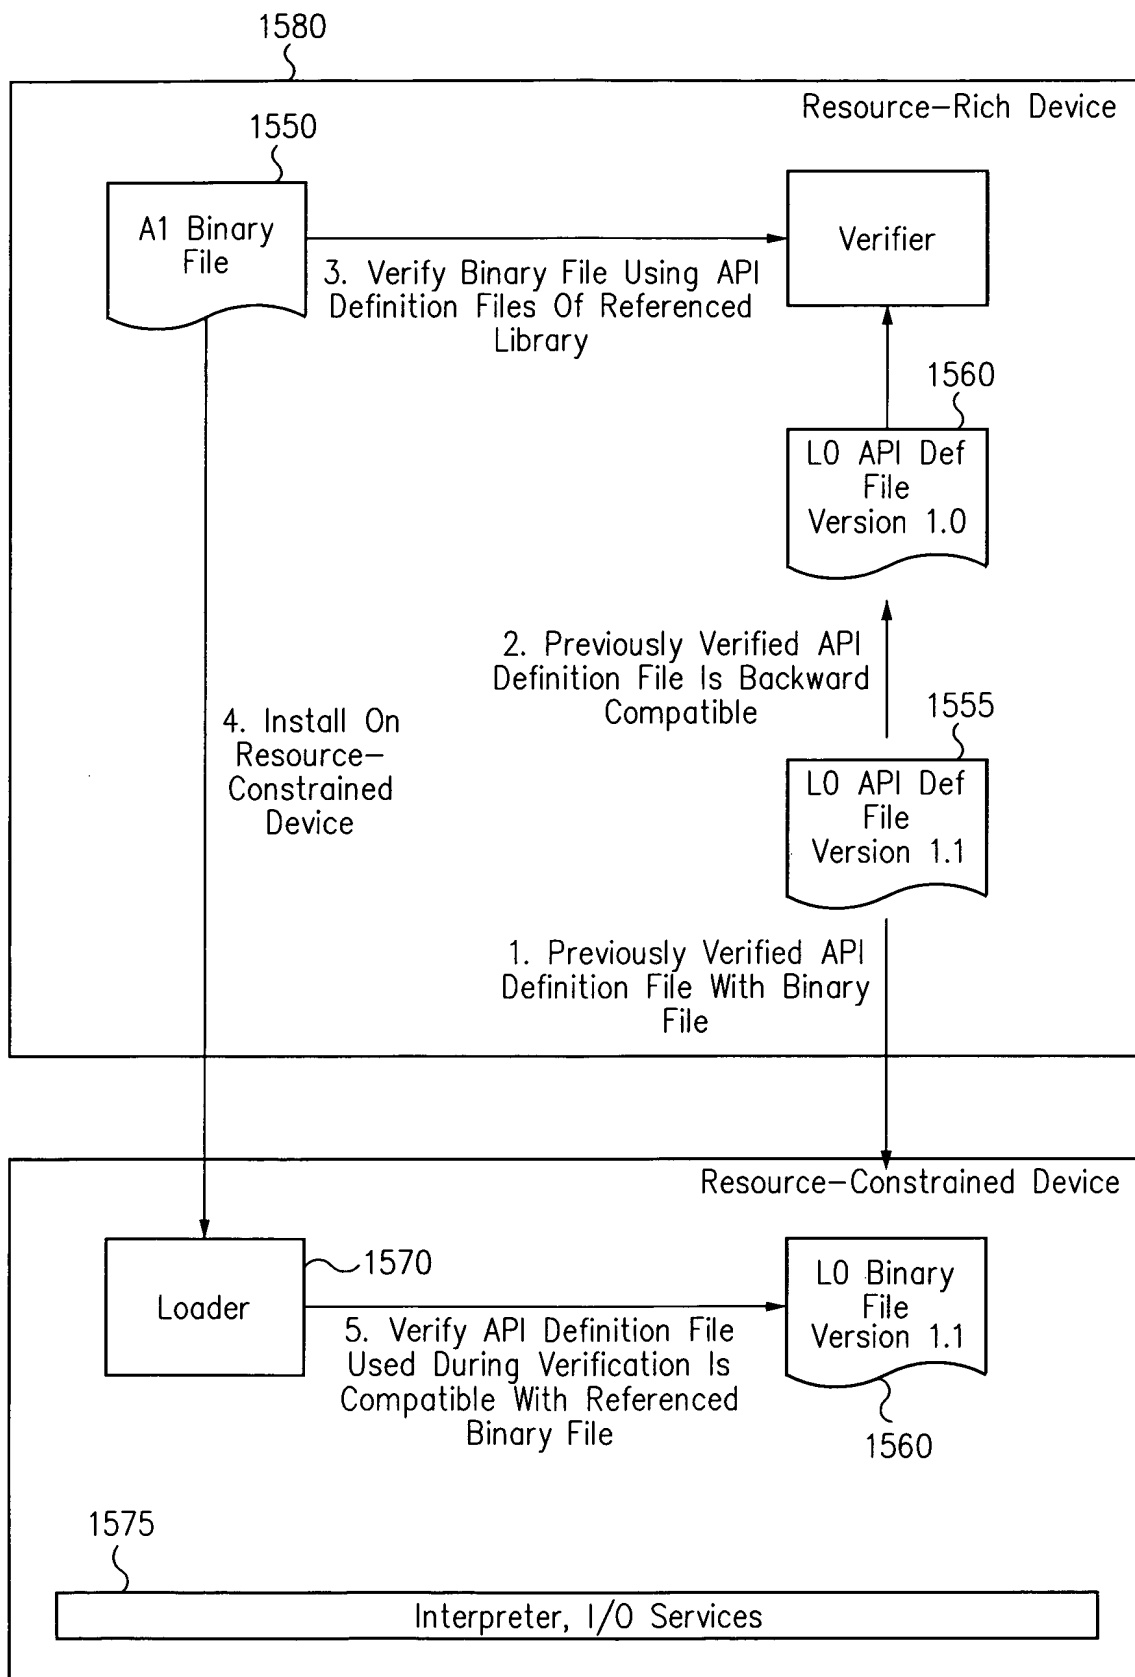 1580
Resource-Rich Device
1550
A1 Binary
File
Verifier
3. Verify Binary File Using API
Definition Files Of Referenced
Library
1560
L0 API Def
File
Version 1.0
2. Previously Verified API
Definition File Is Backward
Compatible
1555
4. Install On
Resource-
Constrained
Device
L0 API Def
File
Version 1.1
1. Previously Verified API
Definition File With Binary
File
Resource-Constrained Device
1570
Loader
L0 Binary
File
Version 1.1
5. Verify API Definition File
Used During Verification Is
Compatible With Referenced
Binary File
1560
1575
Interpreter, I/O Services